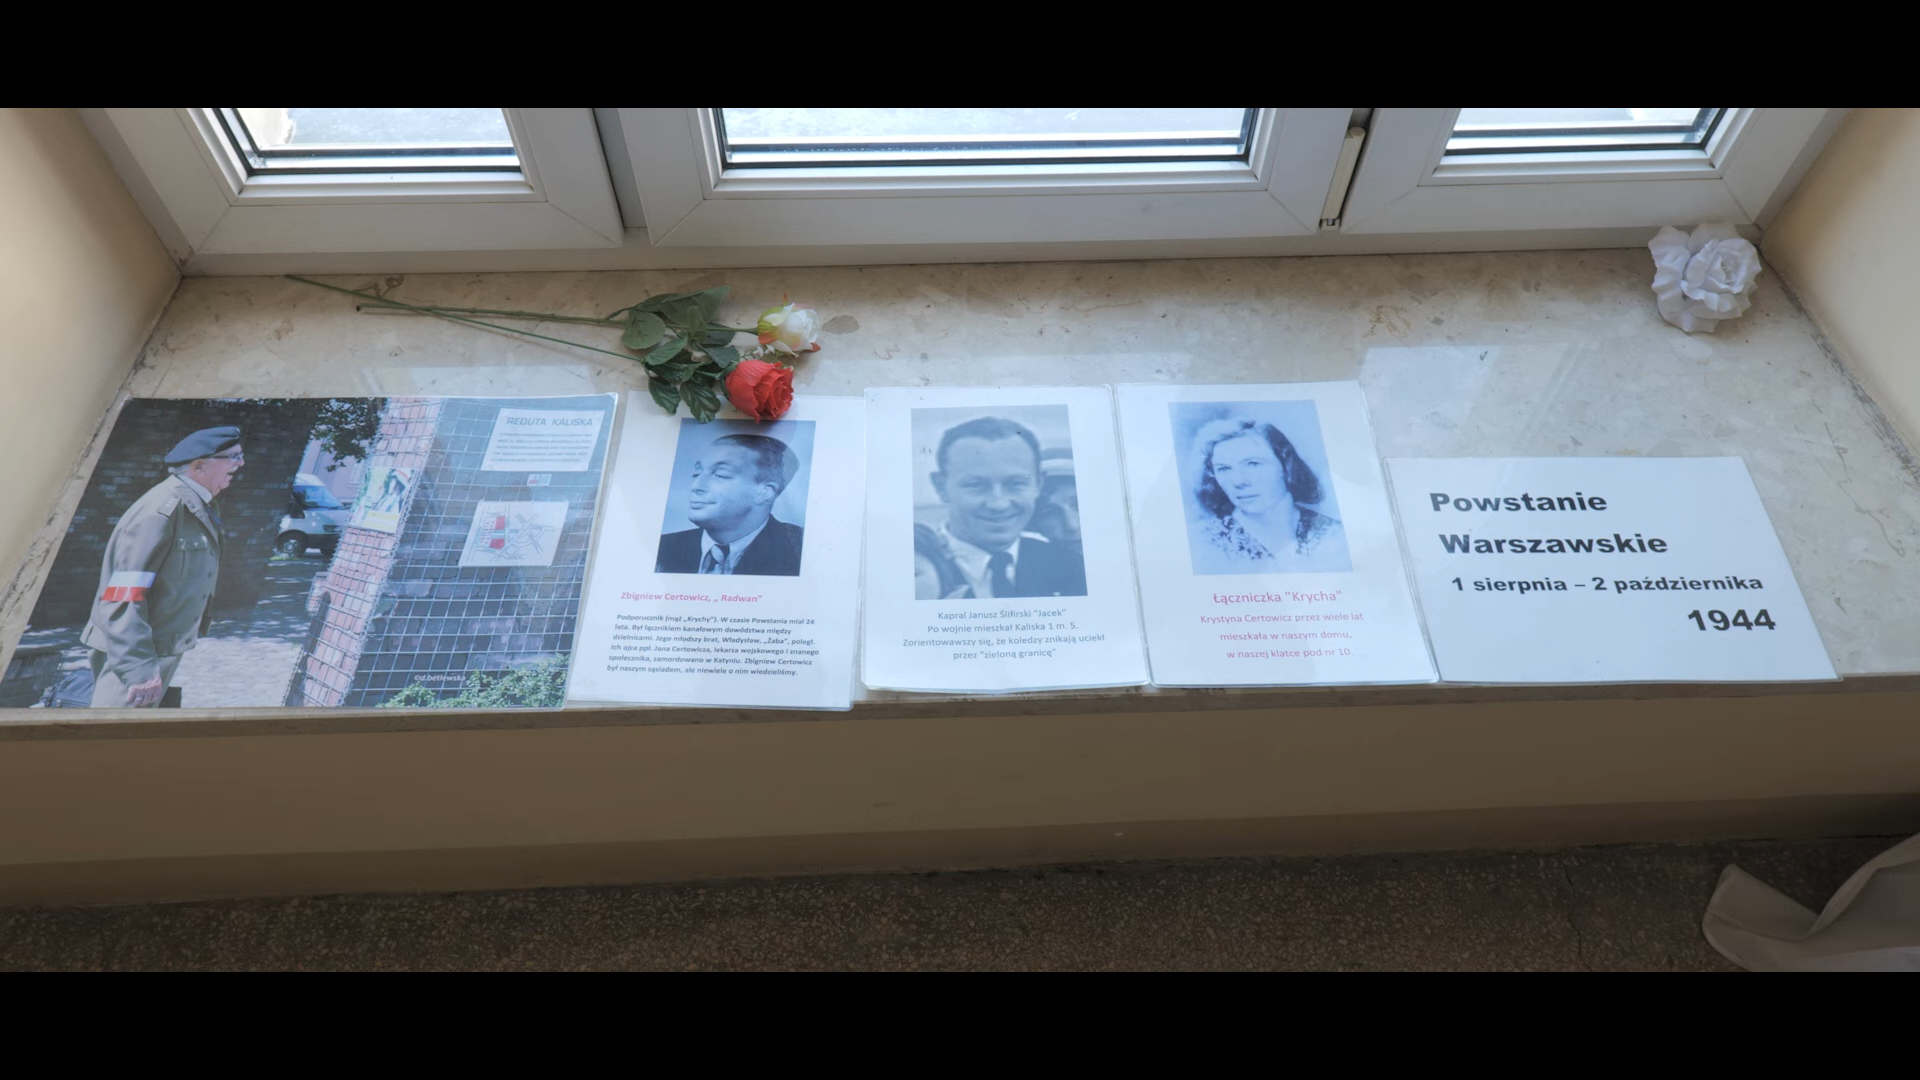 REDUTA KALISKA
©d.betlewska
Zbigniew Certowicz, „ Radwan"
Podporucznik (mąż „Krychy"). W czasie Powstania miał 24
lata. Był łącznikiem kanałowym dowództwa między
dzielnicami. Jego młodszy brat, Władysław, „Żaba", poległ.
Ich ojca ppł. Jana Certowicza, lekarza wojskowego i znanego
społecznika, zamordowano w Katyniu. Zbigniew Certowicz
był naszym sąsiadem, ale niewiele o nim wiedzieliśmy.
Kapral Janusz Ślifirski "Jacek"
Po wojnie mieszkał Kaliska 1 m. 5.
Zorientowawszy się, że koledzy znikają uciekł
przez "zieloną granicę"
Łączniczka "Krycha"
Krystyna Certowicz przez wiele lat
mieszkała w naszym domu,
w naszej klatce pod nr 10.
Powstanie
Warszawskie
1 sierpnia – 2 października
1944